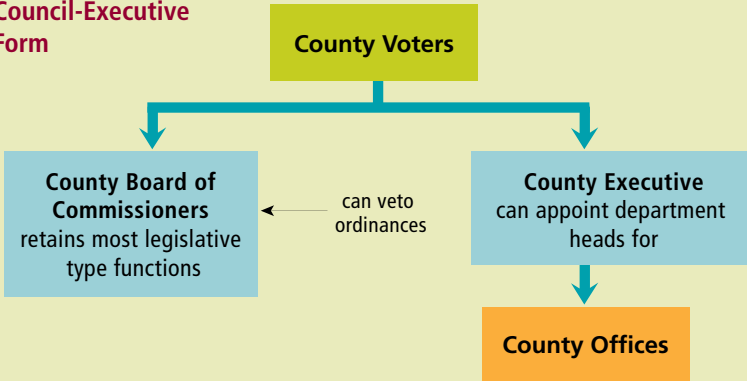 Council-Executive
Form
County Voters
County Board of
Commissioners
retains most legislative
type functions
can veto
ordinances
County Executive
can appoint department
heads for
County Offices